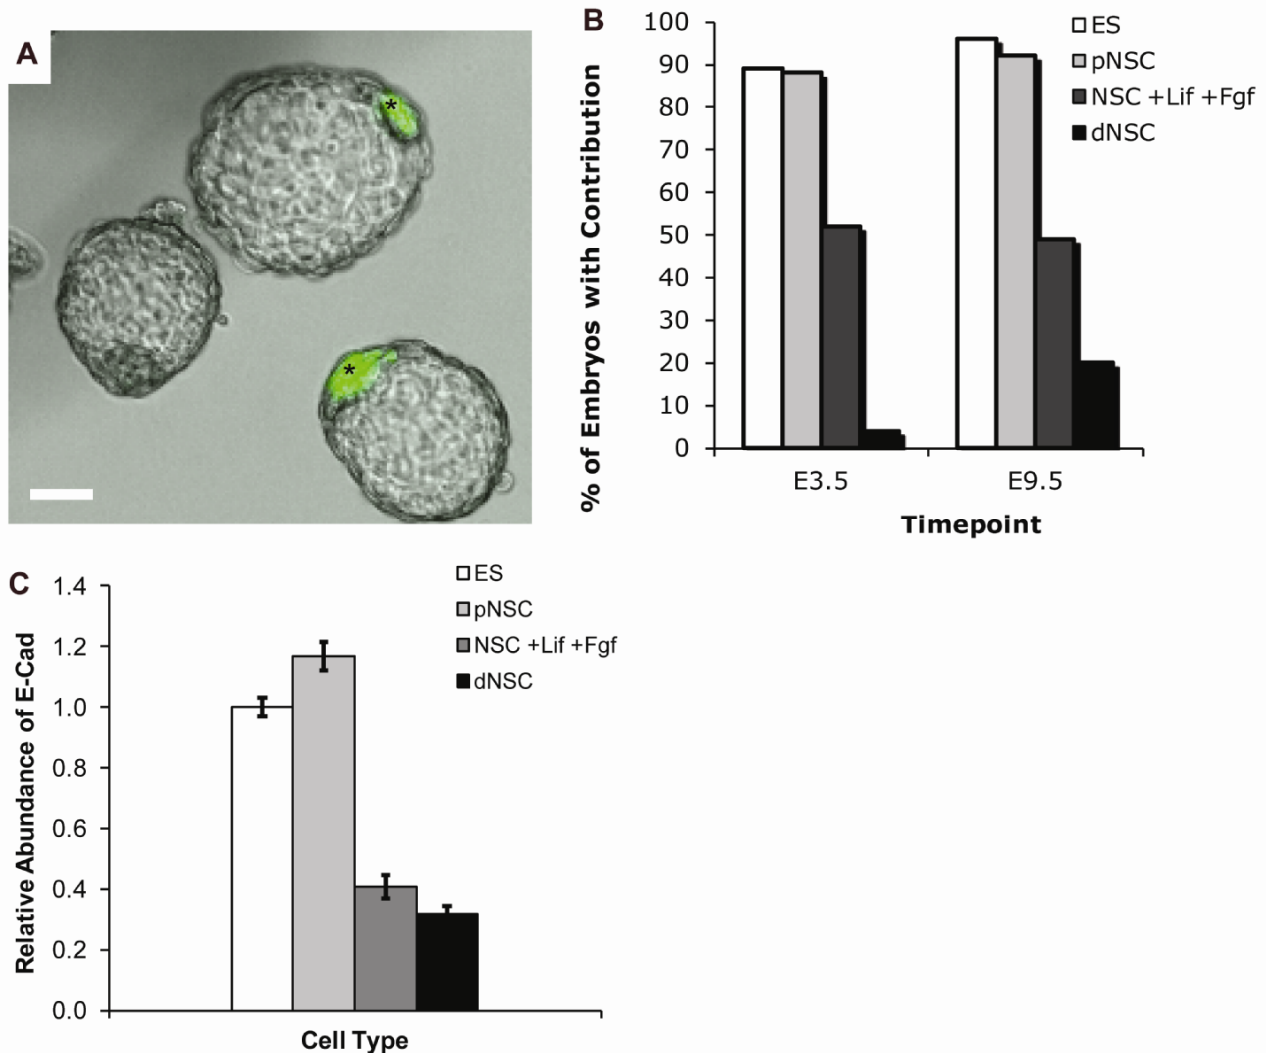 A
*
*
B
% of Embryos with Contribution
100
90
80
70
60
50
40
30
20
10
0
E3.5 E9.5
Timepoint
ES
pNSC
NSC +Lif +Fgf
dNSC
C
Relative Abundance of E-Cad
1.4
1.2
1.0
0.8
0.6
0.4
0.2
0.0
Cell Type
ES
pNSC
NSC +Lif +Fgf
dNSC